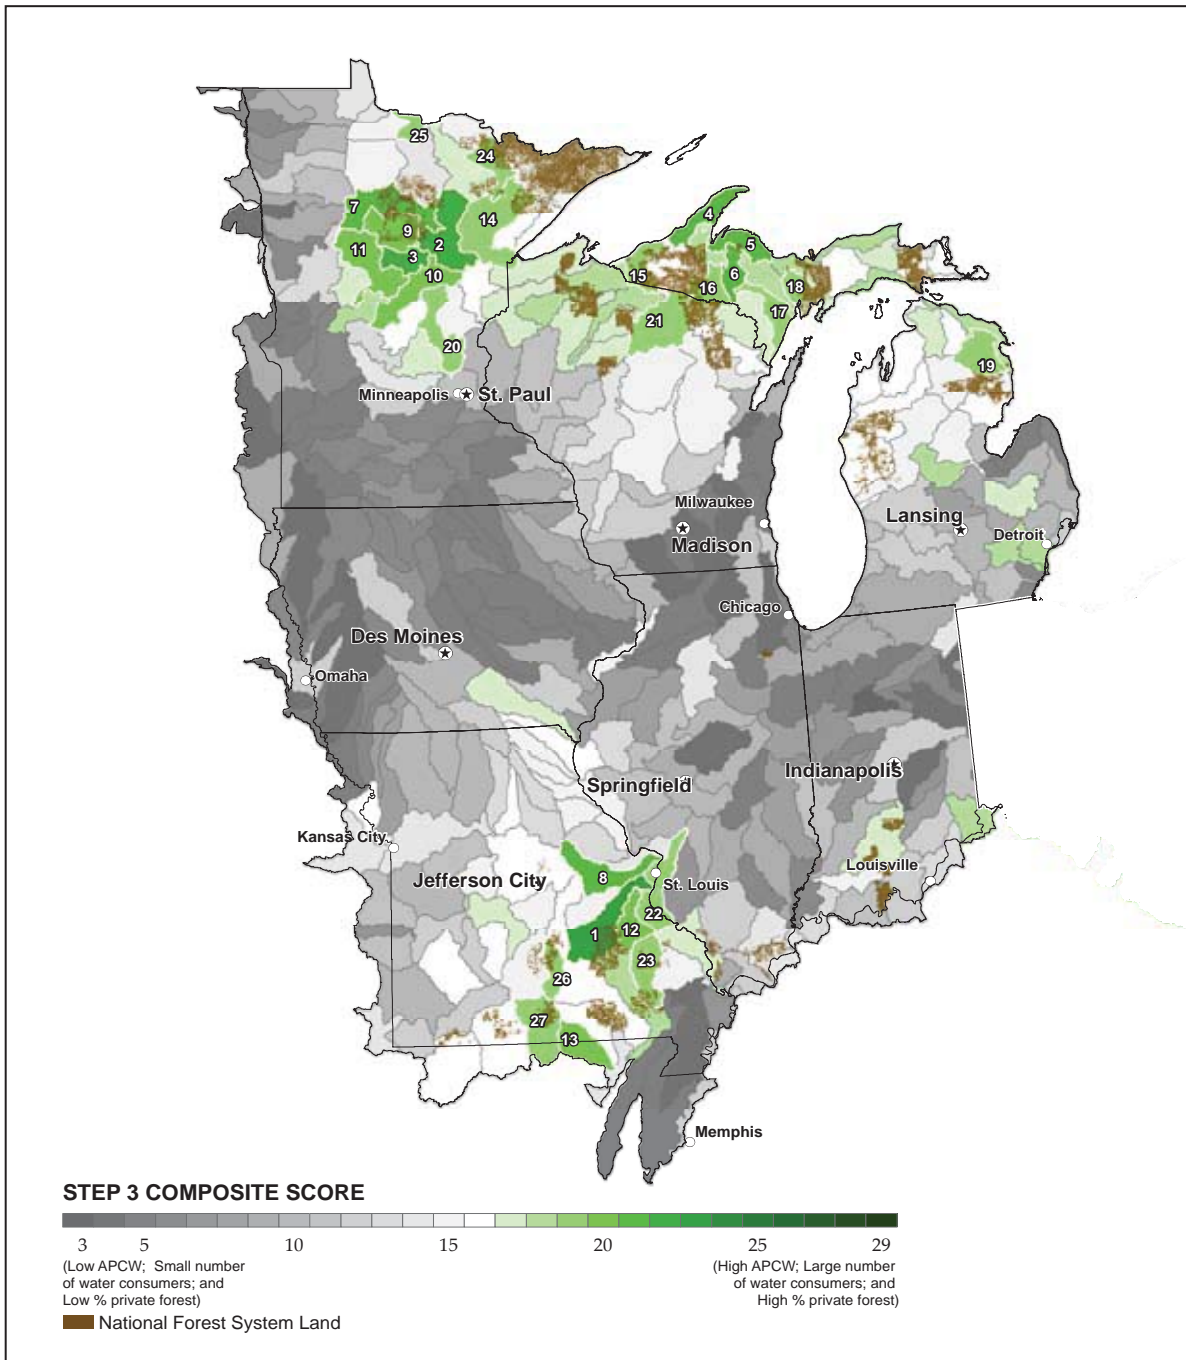 25
24
7
9
2
14
11
3
10
20
4
5
6
15
16
18
17
21
19
Minneapolis
St. Paul
Milwaukee
Madison
Lansing
Detroit
Chicago
Des Moines
Omaha
Springfield
Indianapolis
Kansas City
Louisville
Jefferson City
8
St. Louis
22
1
12
23
26
27
13
Memphis
STEP 3 COMPOSITE SCORE
3 5 10 15 20 25 29
(Low APCW; Small number
of water consumers; and
Low % private forest)
(High APCW; Large number
of water consumers; and
High % private forest)
National Forest System Land